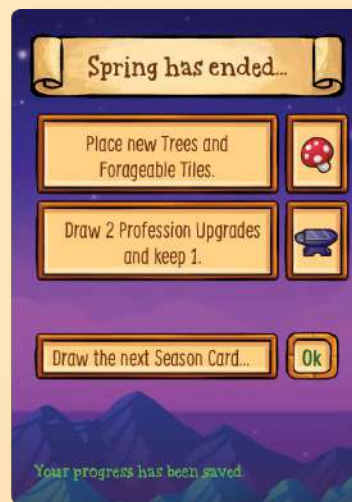 Spring has ended...
Place new Trees and
Forageable Tiles.
Draw 2 Profession Upgrades
and keep 1.
Draw the next Season Card...
Ok
Your progress has been saved.